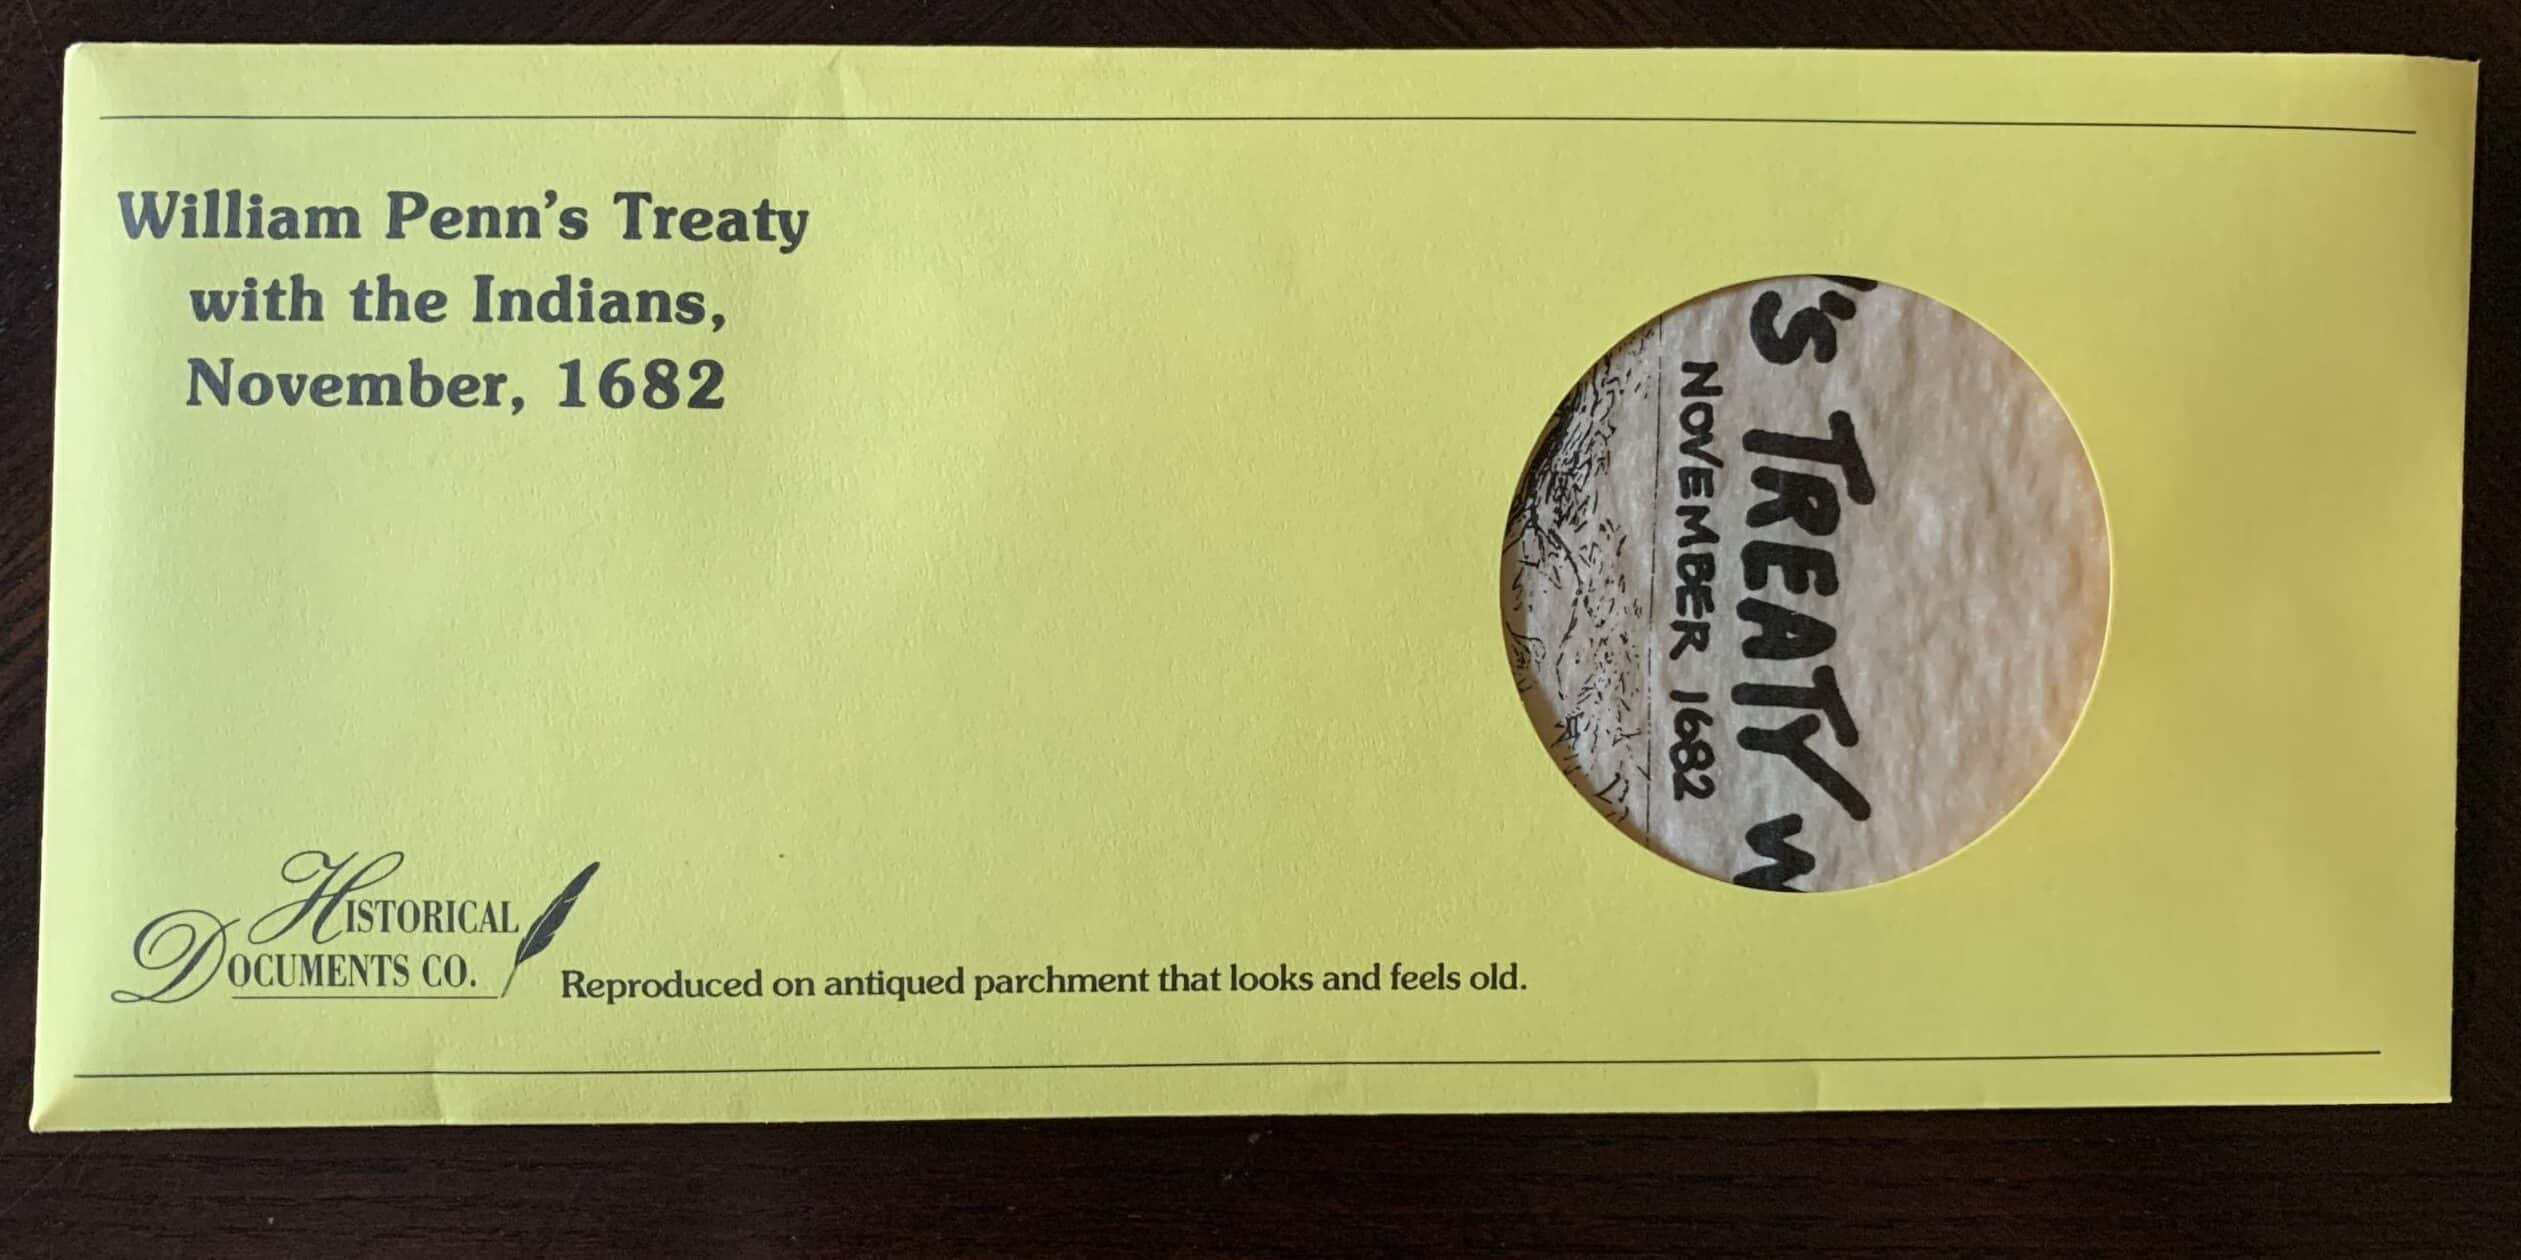 William Penn's Treaty
with the Indians,
November, 1682
's TREATY
NOVEMBER 1682
HISTORICAL
DOCUMENTS CO.
Reproduced on antiqued parchment that looks and feels old.